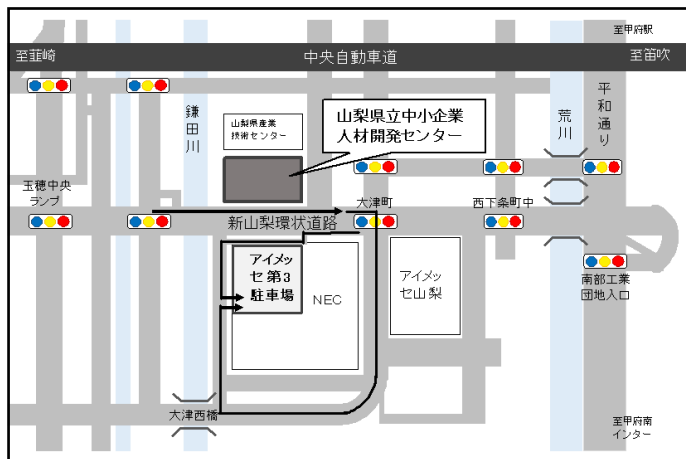 至甲府駅
至韮崎
中央自動車道
至笛吹
鎌田川
山梨県産業
技術センター
山梨県立中小企業
人材開発センター
荒川
平和通り
玉穂中央
ランプ
大津町
西下条町中
新山梨環状道路
アイメッ
セ第3
駐車場
NEC
アイメッ
セ山梨
南部工業
団地入口
大津西橋
至甲府南
インター